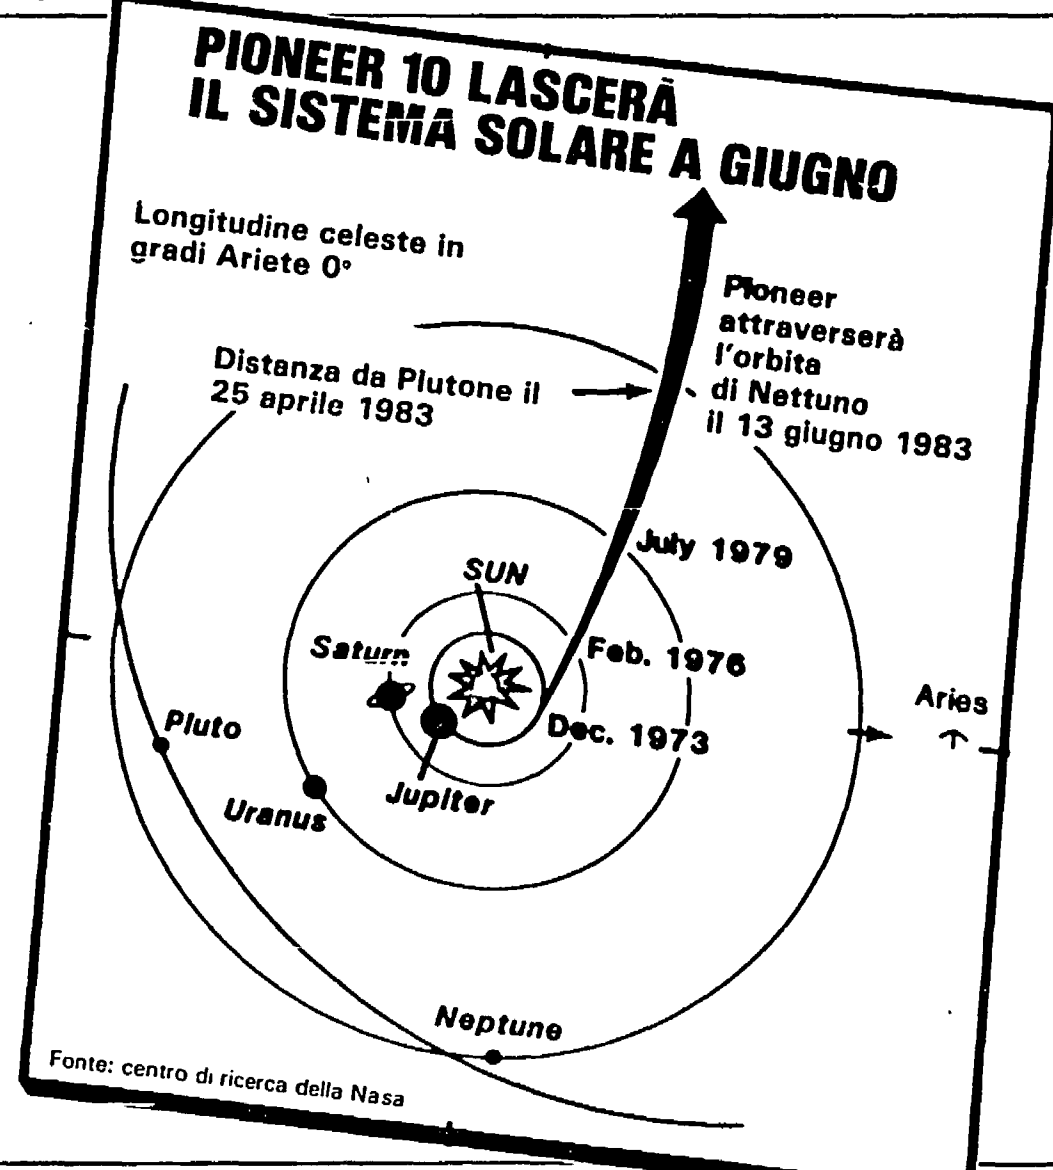 PIONEER 10 LASCERÀ
IL SISTEMA SOLARE A GIUGNO
Longitudine celeste in
gradi Ariete 0°
Pioneer
attraverserà
l'orbita
di Nettuno
il 13 giugno 1983
Distanza da Plutone il
25 aprile 1983
July 1979
SUN
Feb. 1976
Saturn
Aries
Dec. 1973
Pluto
Jupiter
Uranus
Neptune
Fonte: centro di ricerca della Nasa